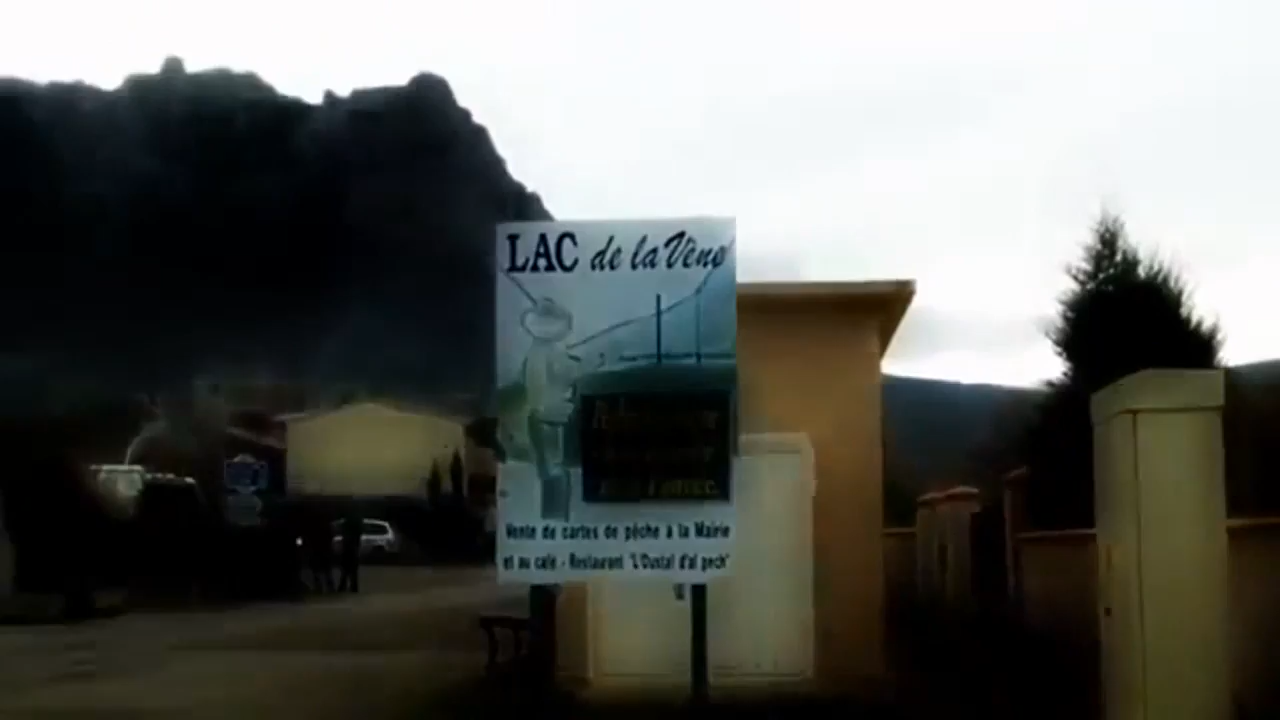 LAC de la Vène
Vente de cartes de pêche à la Mairie
et au café - Restaurant "L'Oustal d'al pech"